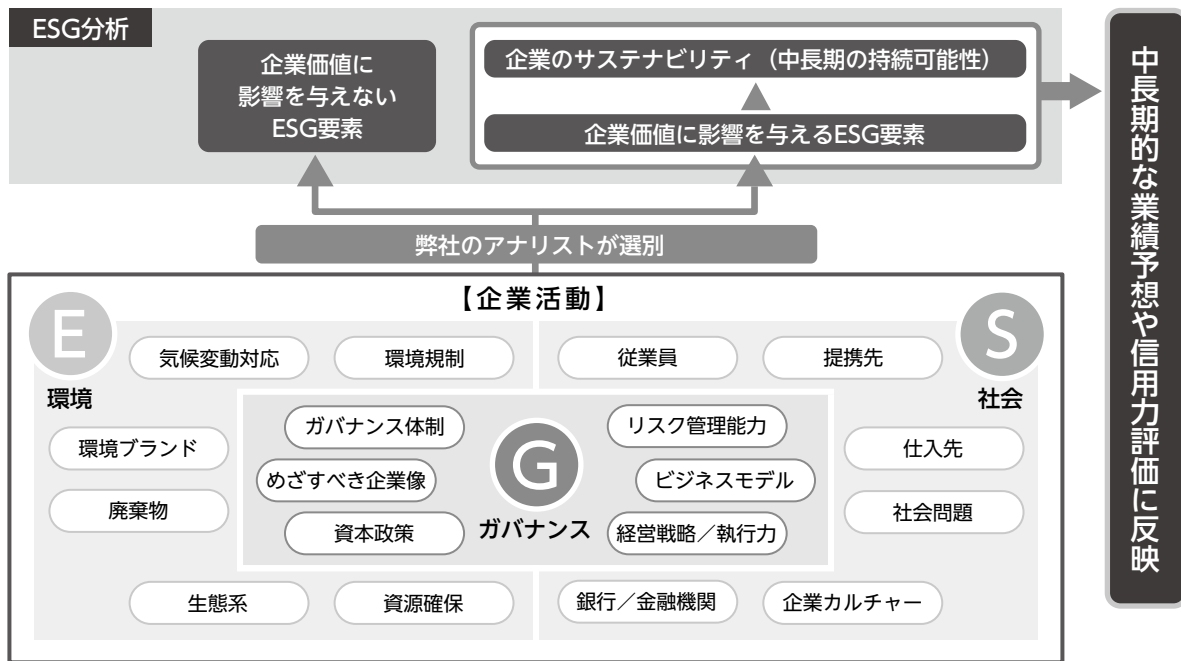 ESG分析
企業価値に
影響を与えない
ESG要素
企業のサステナビリティ（中長期の持続可能性）
企業価値に影響を与えるESG要素
中長期的な業績予想や信用力評価に反映
弊社のアナリストが選別
【企業活動】
E
環境
S
社会
気候変動対応
環境規制
従業員
提携先
環境ブランド
廃棄物
ガバナンス体制
めざすべき企業像
資本政策
G
ガバナンス
リスク管理能力
ビジネスモデル
経営戦略／執行力
仕入先
社会問題
生態系
資源確保
銀行／金融機関
企業カルチャー